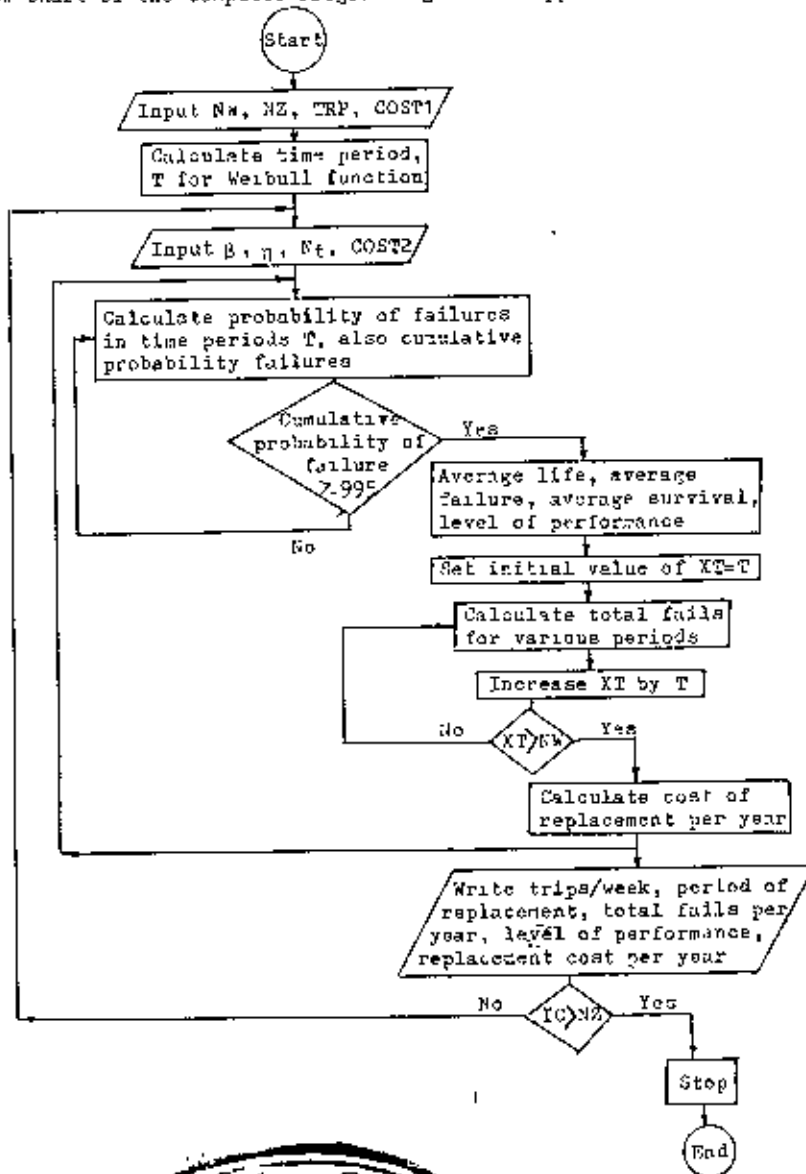 Start
Input NW, NZ, TRP, COST1
Calculate time period,
T for Weibull function
Input β, η, Nt, COST2
Calculate probability of failures
in time periods T, also cumulative
probability failures
Cumulative
probability of
failure
Yes
No
Average life, average
failure, average survival,
level of performance
Set initial value of XT=T
Calculate total fails
for various periods
Increase XT by T
No
XT>NW
Yes
Calculate cost of
replacement per year
Write trips/week, period of
replacement, total fails per
year, level of performance,
replacement cost per year
No
>NZ
Yes
Stop
End